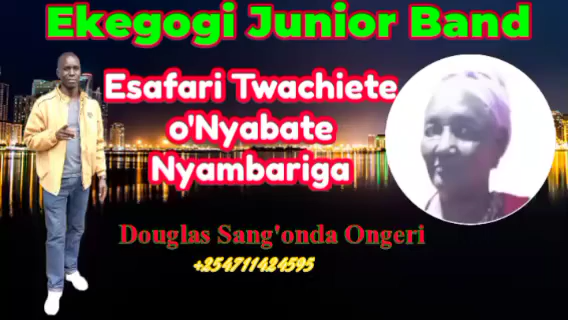 Ekegogi Junior Band
Esafari Twachiete
o'Nyabate
Nyambariga
Douglas Sang'onda Ongeri
+254711424595